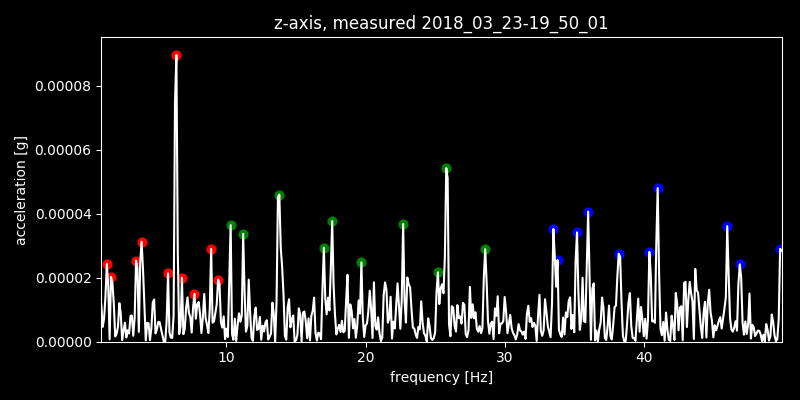 z-axis, measured 2018_03_23-19_50_01
0.00008
0.00006
0.00004
0.00002
0.00000
acceleration [g]
10 20 30 40
frequency [Hz]